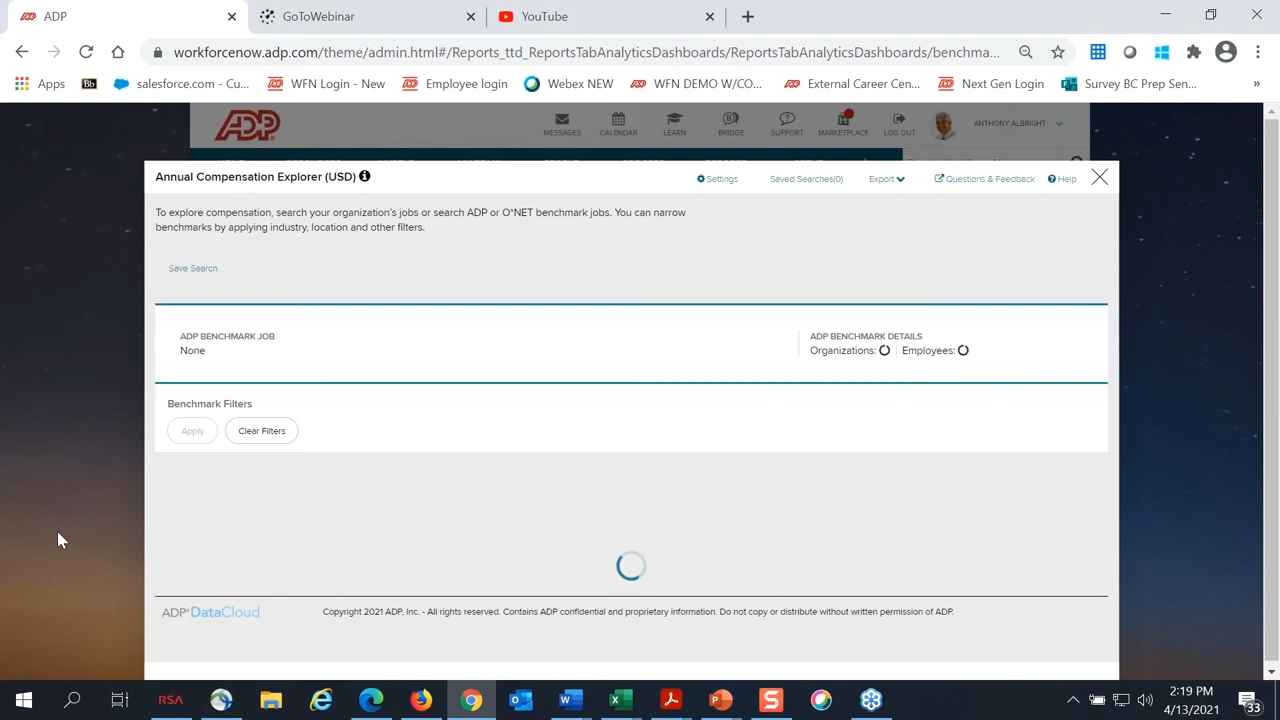 ADP
GoToWebinar
YouTube
workforcenow.adp.com/theme/admin.html#/Reports_ttd_ReportsTabAnalyticsDashboards/ReportsTabAnalyticsDashboards/benchma...
Apps
Bb
salesforce.com - Cu...
WFN Login - New
Employee login
Webex NEW
WFN DEMO W/CO...
External Career Cen...
Next Gen Login
Survey BC Prep Sen...
»
ADP
MESSAGES
CALENDAR
LEARN
BRIDGE
SUPPORT
MARKETPLACE
LOG OUT
ANTHONY ALBRIGHT
Annual Compensation Explorer (USD)
Settings
Saved Searches(0)
Export
Questions & Feedback
Help
To explore compensation, search your organization's jobs or search ADP or O*NET benchmark jobs. You can narrow
benchmarks by applying industry, location and other filters.
Save Search
ADP BENCHMARK JOB
None
ADP BENCHMARK DETAILS
Organizations:
Employees:
Benchmark Filters
Apply
Clear Filters
ADP DataCloud
Copyright 2021 ADP, Inc. - All rights reserved. Contains ADP confidential and proprietary information. Do not copy or distribute without written permission of ADP.
RSA
2:19 PM
4/13/2021
33